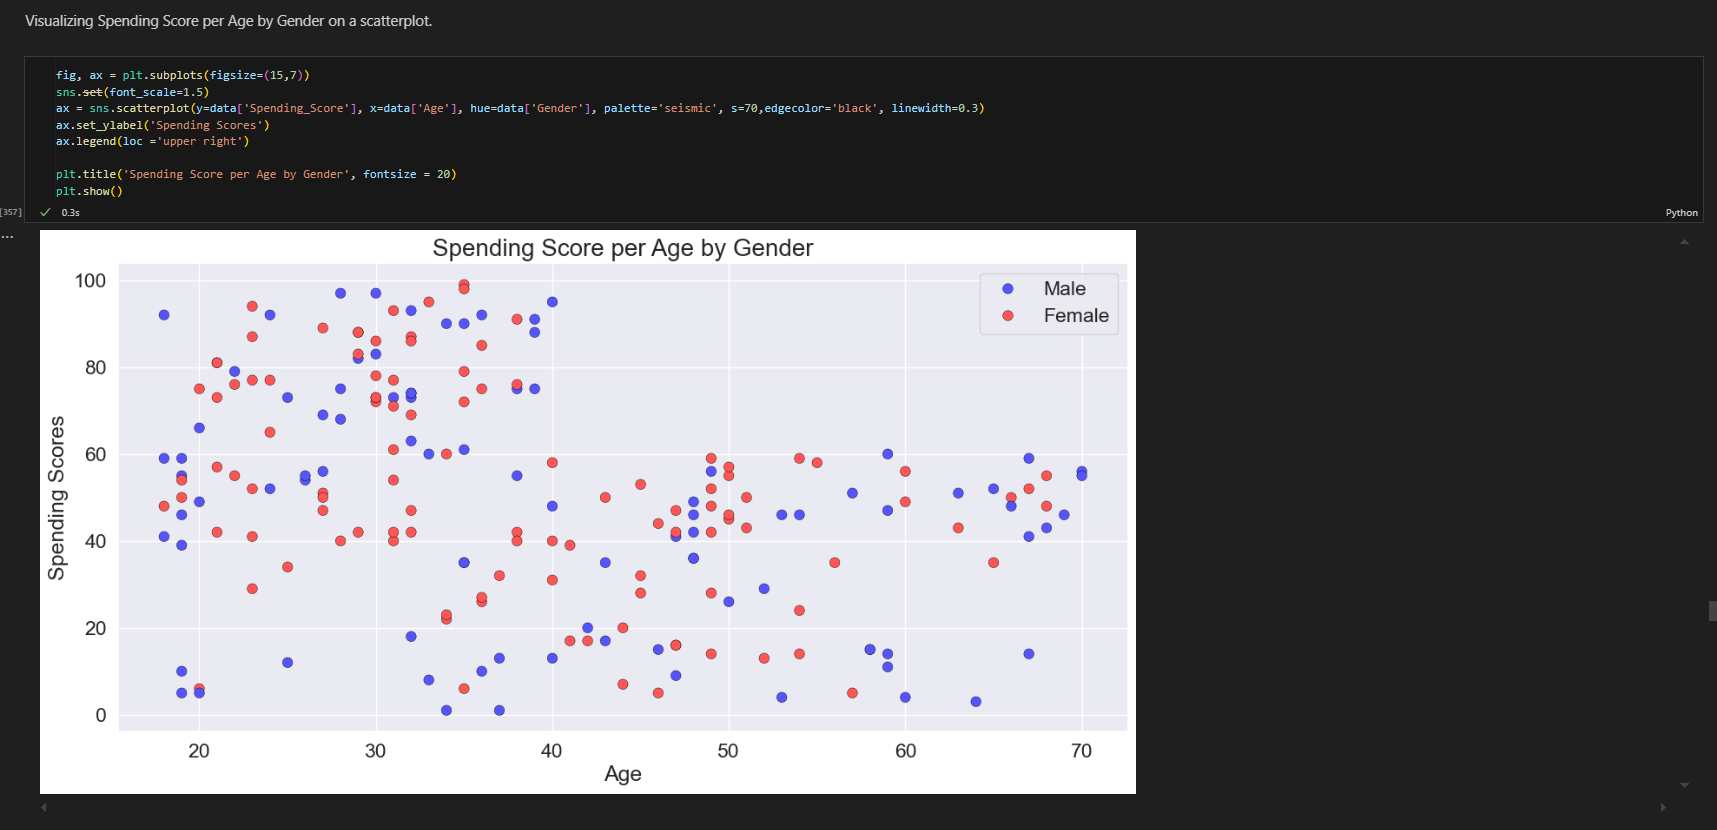 Visualizing Spending Score per Age by Gender on a scatterplot.
fig, ax = plt.subplots(figsize=(15,7))
sns.set(font_scale=1.5)
ax = sns.scatterplot(y=data['Spending_Score'], x=data['Age'], hue=data['Gender'], palette='seismic', s=70,edgecolor='black', linewidth=0.3)
ax.set_ylabel('Spending Scores')
ax.legend(loc ='upper right')
plt.title('Spending Score per Age by Gender', fontsize = 20)
plt.show()
[357]
0.3s
Python
...
Spending Score per Age by Gender
Male
Female
100
80
60
40
20
0
Spending Scores
20 30 40 50 60 70
Age